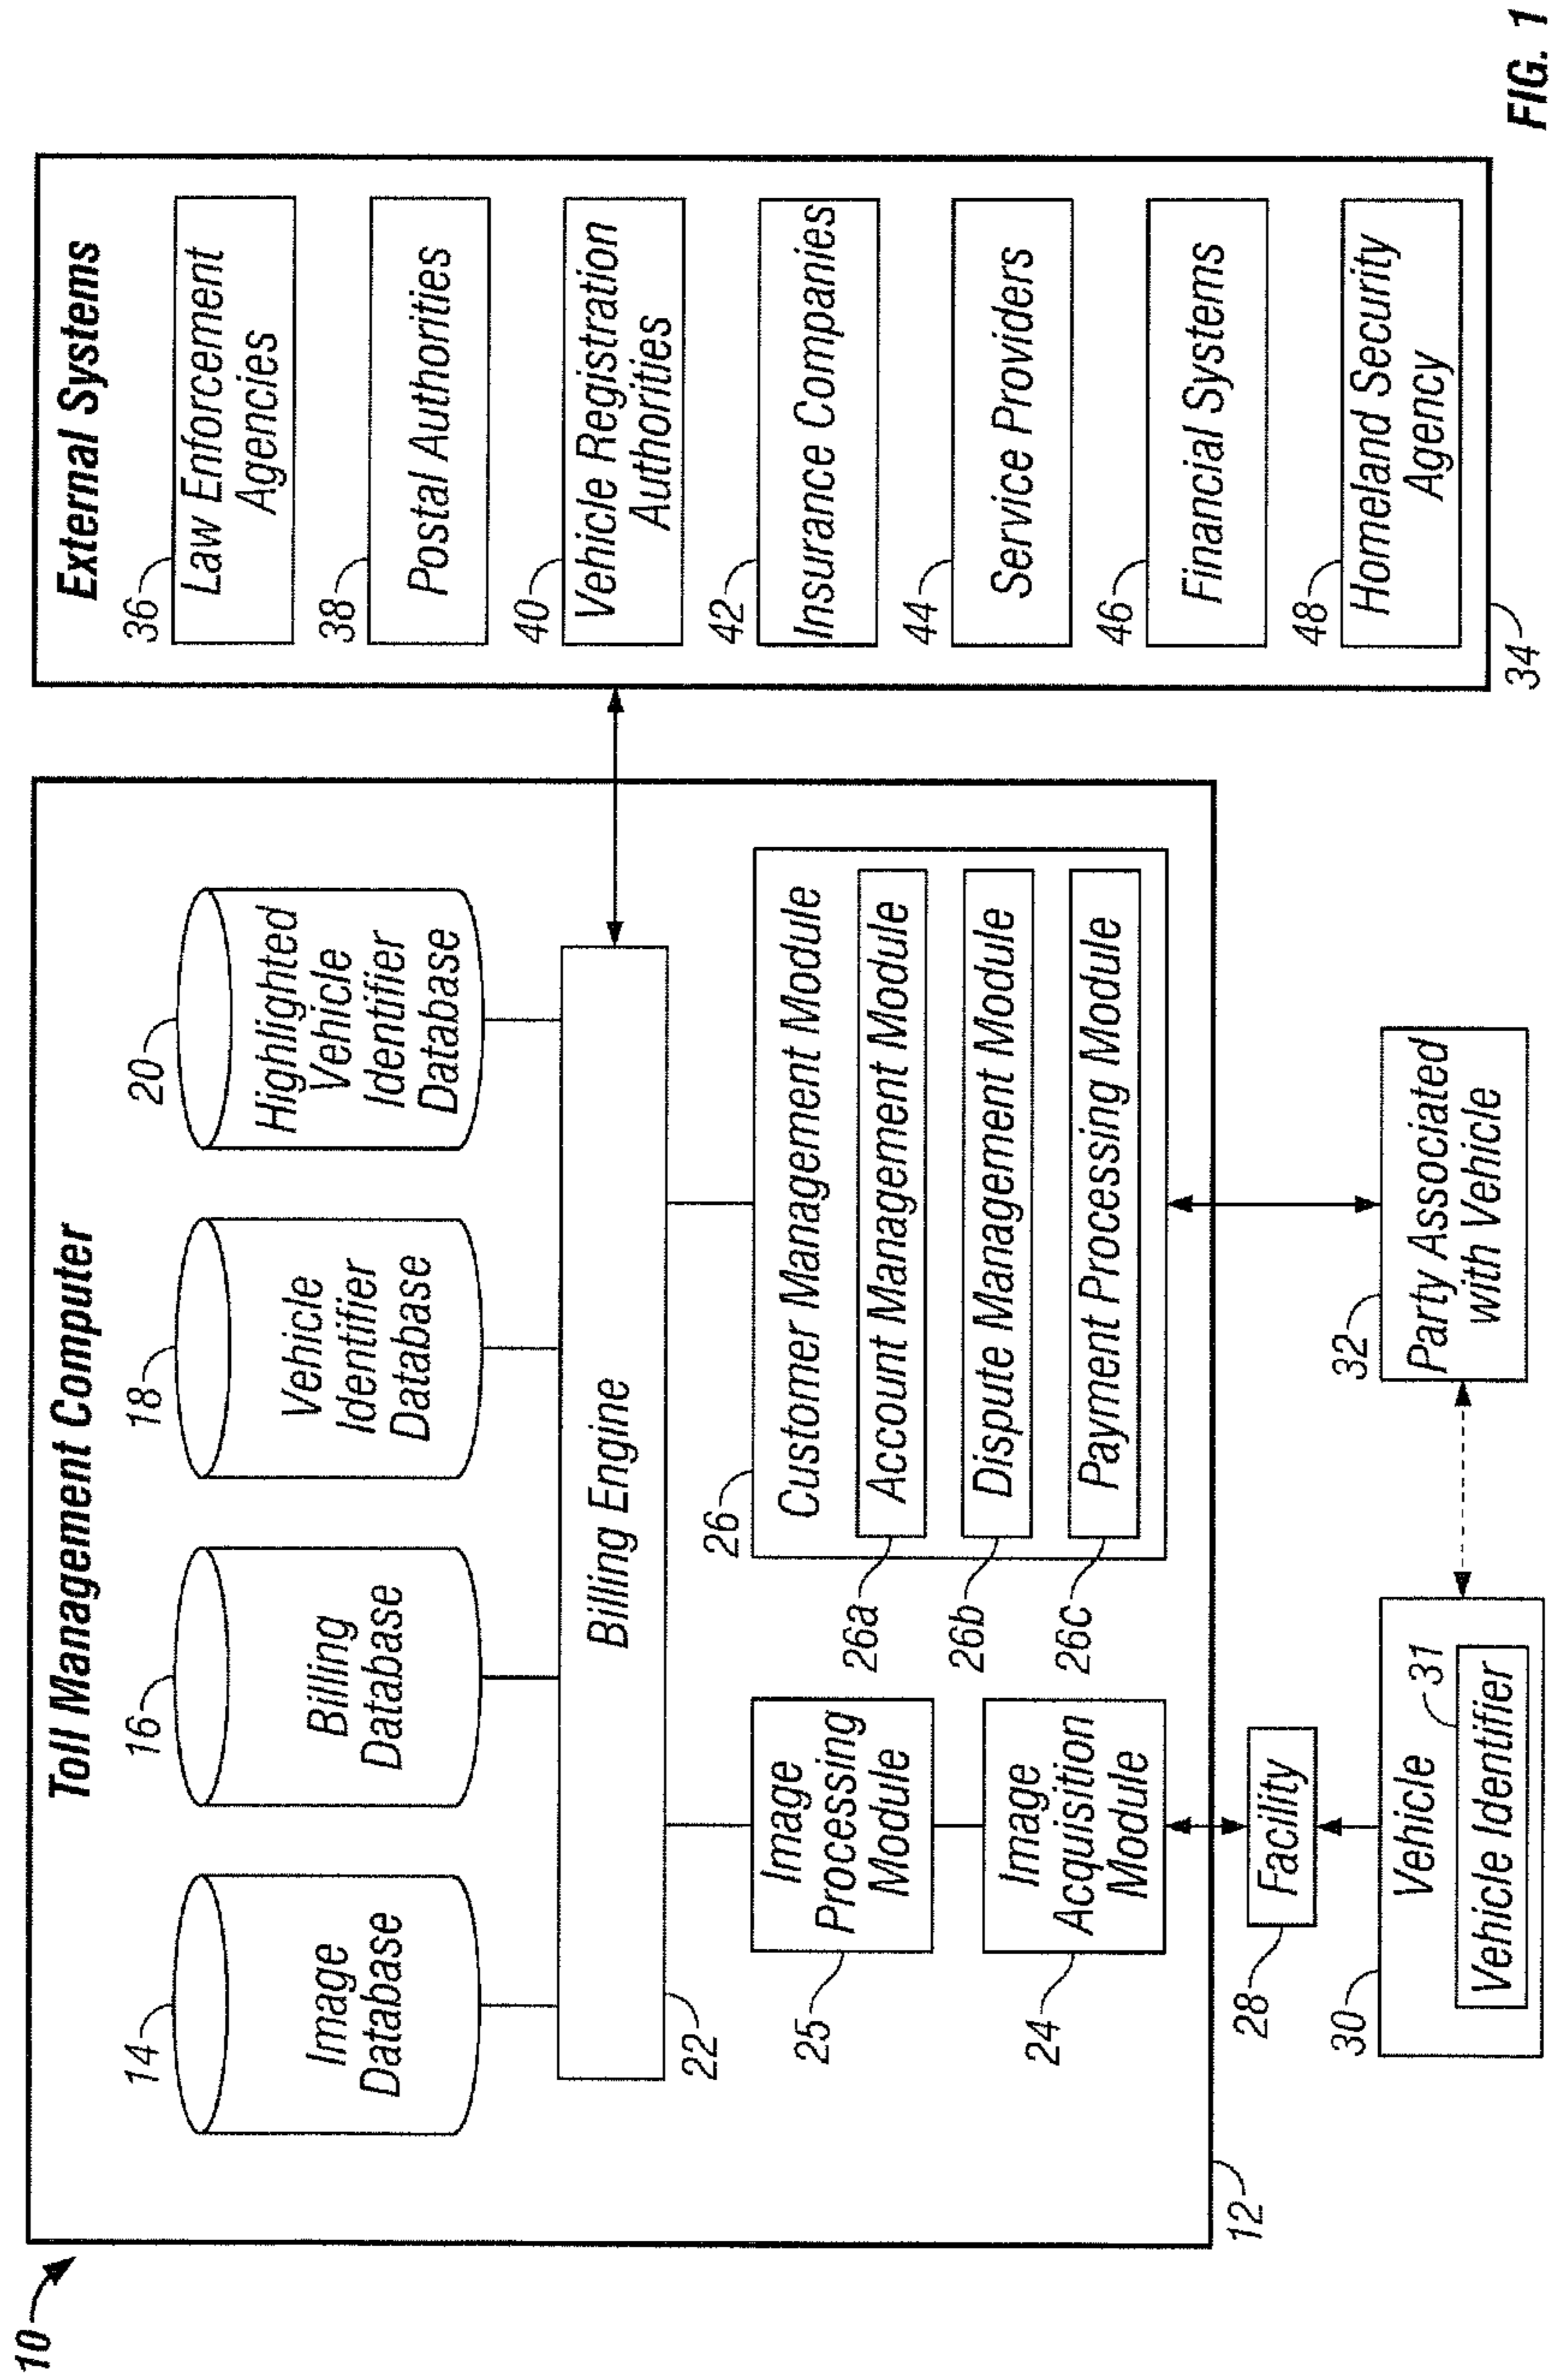 10
Toll Management Computer
14
Image
Database
16
Billing
Database
18
Vehicle
Identifier
Database
20
Highlighted
Vehicle
Identifier
Database
Billing Engine
22
25
Image
Processing
Module
24
Image
Acquisition
Module
26
Customer Management Module
26a
Account Management Module
26b
Dispute Management Module
26c
Payment Processing Module
12
28
Facility
30
Vehicle
31
Vehicle Identifier
32
Party Associated
with Vehicle
External Systems
36
Law Enforcement
Agencies
38
Postal Authorities
40
Vehicle Registration
Authorities
42
Insurance Companies
44
Service Providers
46
Financial Systems
48
Homeland Security
Agency
34
FIG. 1